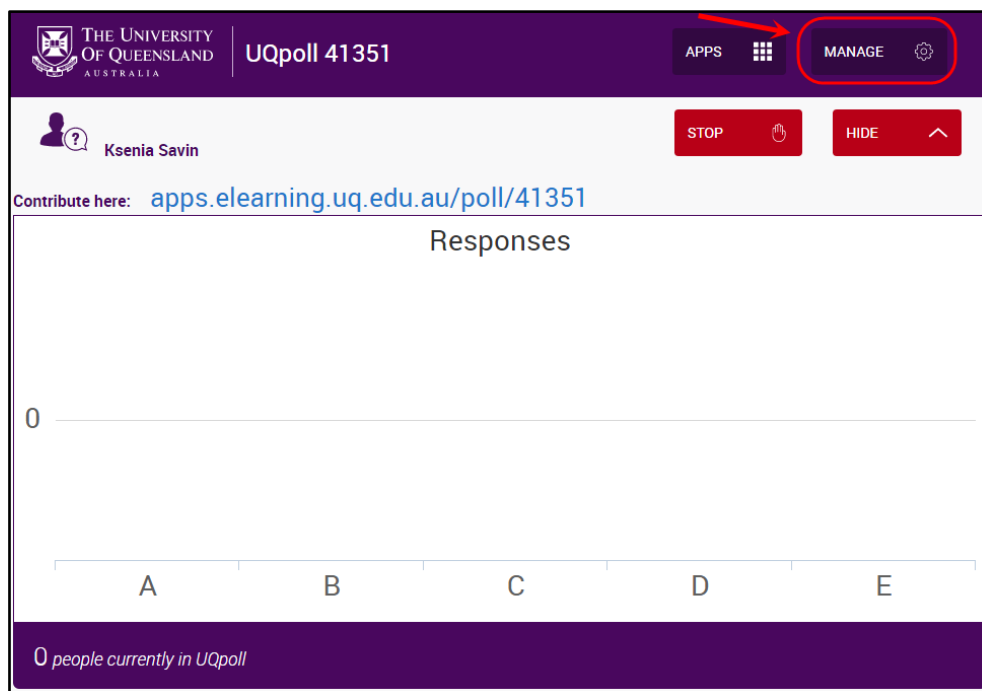 THE UNIVERSITY
OF QUEENSLAND
AUSTRALIA
UQpoll 41351
APPS
MANAGE
?
Ksenia Savin
STOP
HIDE
Contribute here: apps.elearning.uq.edu.au/poll/41351
Responses
0
A B C D E
0 people currently in UQpoll